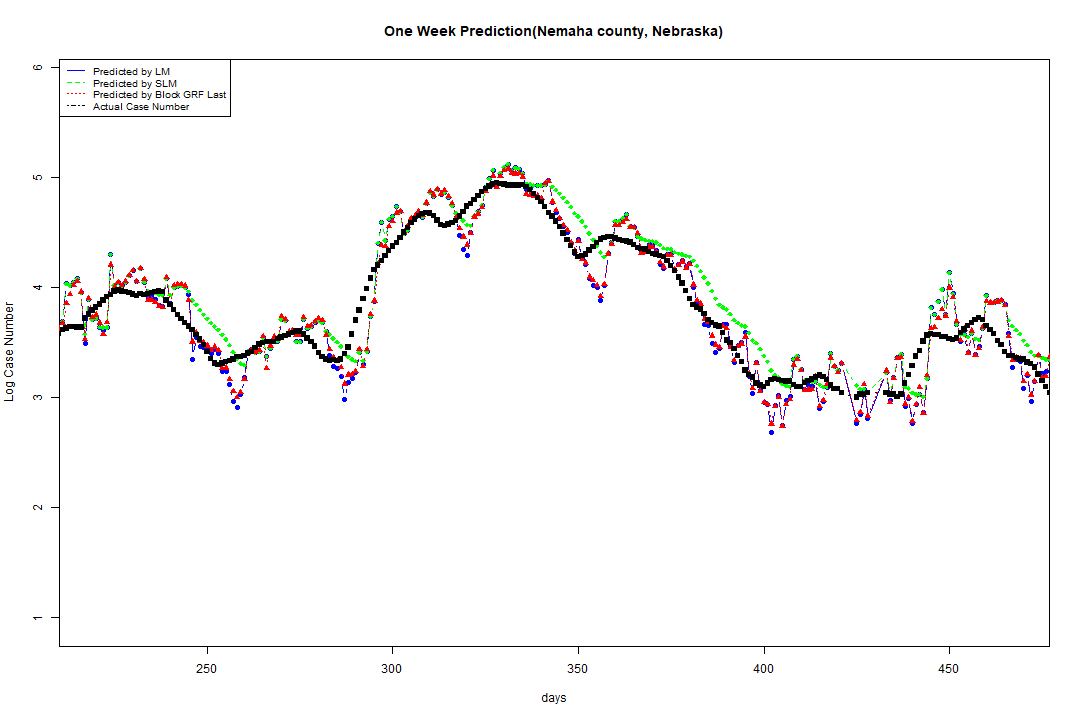 One Week Prediction(Nemaha county, Nebraska)
6
Predicted by LM
Predicted by SLM
Predicted by Block GRF Last
Actual Case Number
5
4
3
2
1
Log Case Number
250
300
350
400
450
days